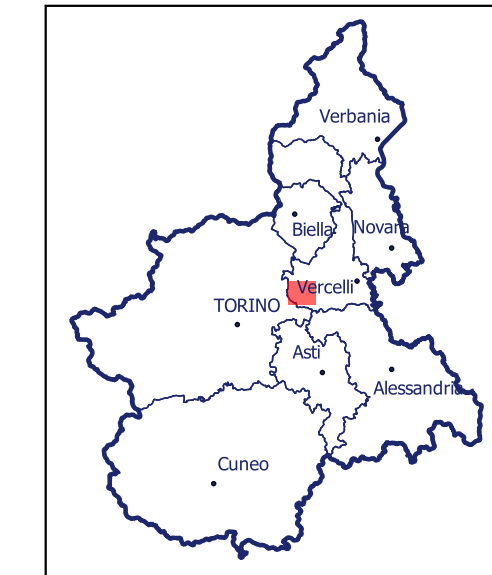 Verbania
Biella
Novara
Vercelli
TORINO
Asti
Alessandria
Cuneo